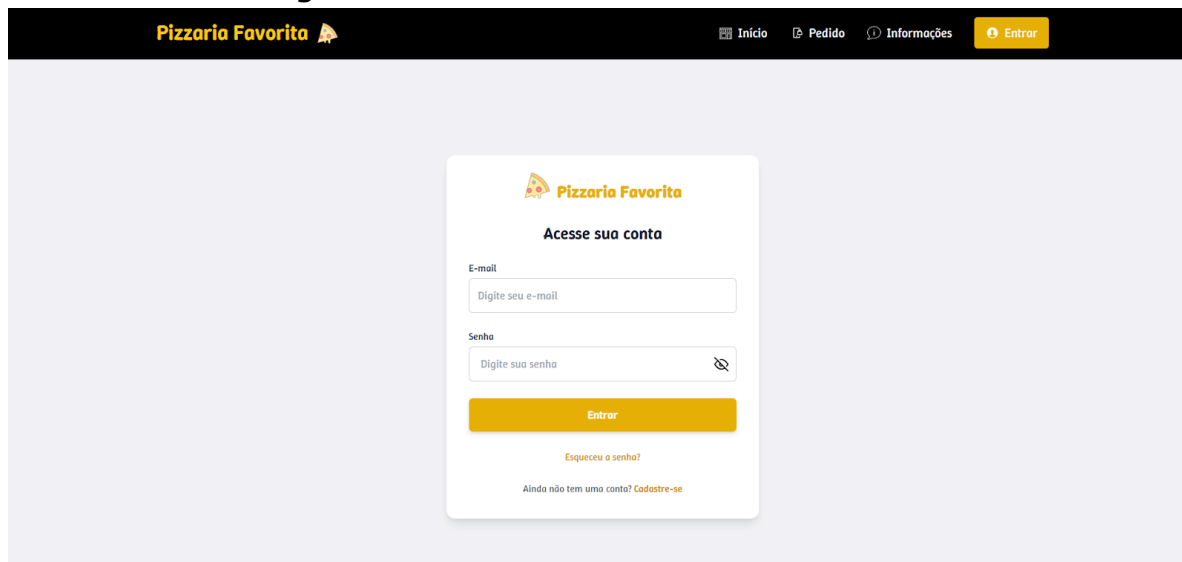 Pizzaria Favorita
Início Pedido Informações Entrar
Pizzaria Favorita
Acesse sua conta
E-mail
Digite seu e-mail
Senha
Digite sua senha
Entrar
Esqueceu a senha?
Ainda não tem uma conta? Cadastre-se